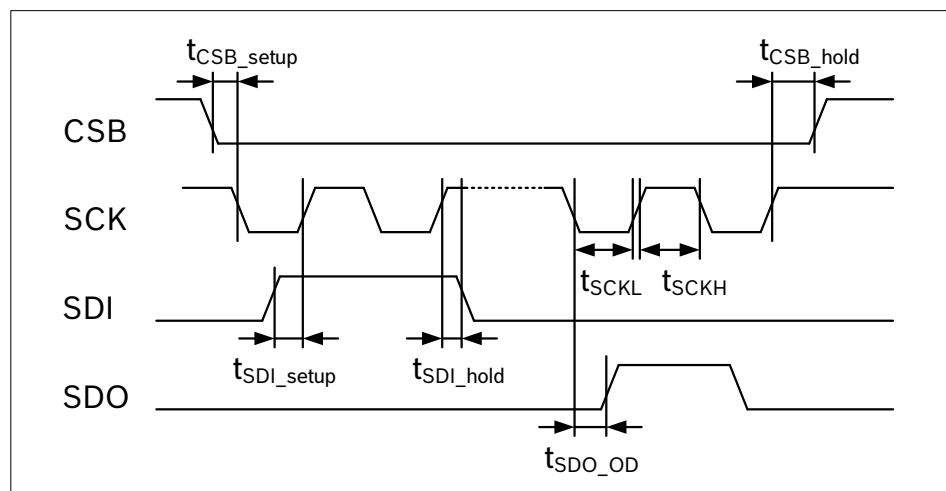 tCSB_setup
tCSB_hold
CSB
SCK
tSCKL
tSCKH
SDI
tSDI_setup
tSDI_hold
SDO
tSDO_OD